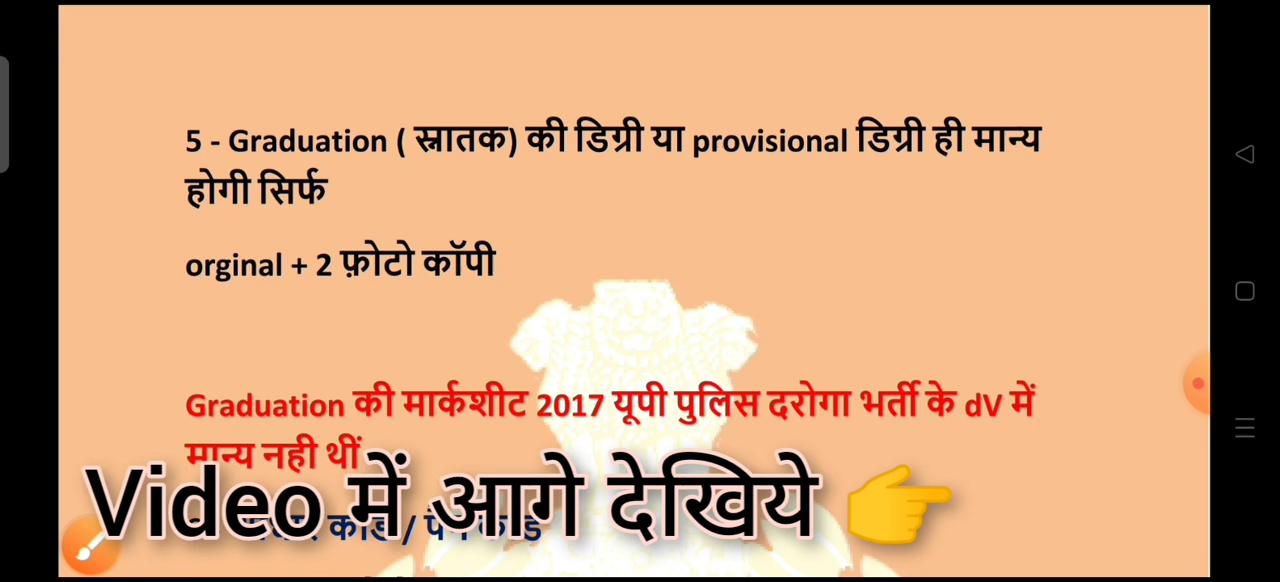 5 - Graduation ( स्नातक) की डिग्री या provisional डिग्री ही मान्य
होगी सिर्फ
orginal + 2 फ़ोटो कॉपी
Graduation की मार्कशीट 2017 यूपी पुलिस दरोगा भर्ती के dV में
मान्य नही थीं
Video में आगे देखिये 👉
कार्ड / पैन कार्ड